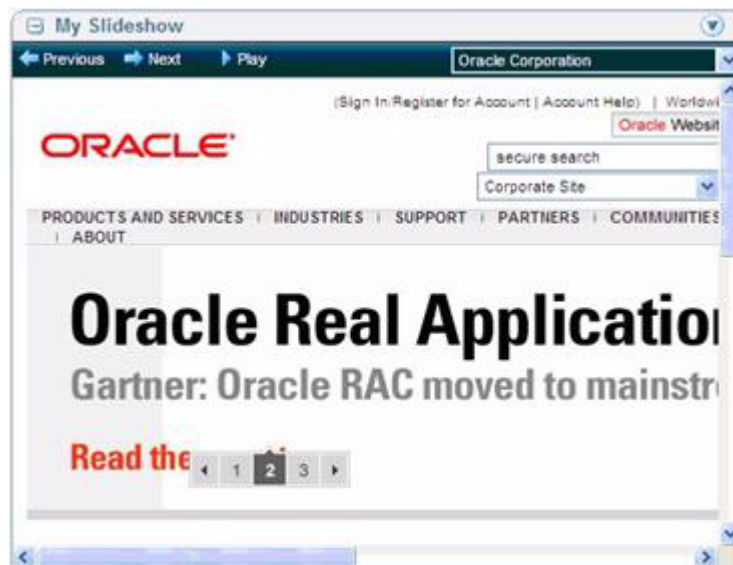 My Slideshow
Previous Next Play Oracle Corporation
(Sign In/Register for Account | Account Help) | Worldwi
Oracle Websit
ORACLE
secure search
Corporate Site
PRODUCTS AND SERVICES | INDUSTRIES | SUPPORT | PARTNERS | COMMUNITIES
| ABOUT
Oracle Real Applicatio
Gartner: Oracle RAC moved to mainstre
Read the
1 2 3